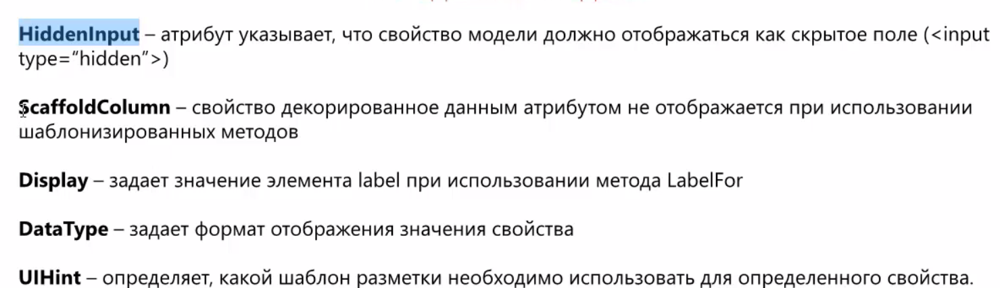 HiddenInput – атрибут указывает, что свойство модели должно отображаться как скрытое поле (<input
type=“hidden”>)
ScaffoldColumn – свойство декорированное данным атрибутом не отображается при использовании
шаблонизированных методов
Display – задает значение элемента label при использовании метода LabelFor
DataType – задает формат отображения значения свойства
UIHint – определяет, какой шаблон разметки необходимо использовать для определенного свойства.